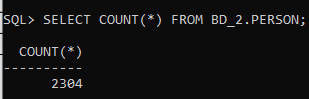 SQL> SELECT COUNT(*) FROM BD_2.PERSON;
COUNT(*)
----------
2304